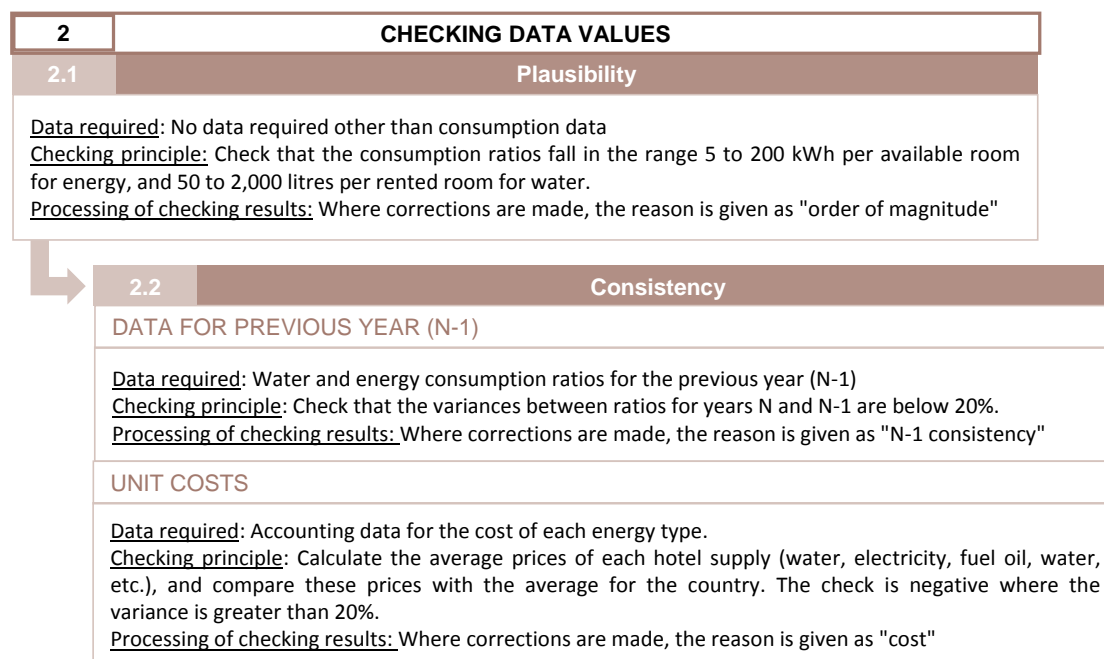 2 CHECKING DATA VALUES
2.1 Plausibility
Data required: No data required other than consumption data
Checking principle: Check that the consumption ratios fall in the range 5 to 200 kWh per available room
for energy, and 50 to 2,000 litres per rented room for water.
Processing of checking results: Where corrections are made, the reason is given as "order of magnitude"
2.2 Consistency
DATA FOR PREVIOUS YEAR (N-1)
Data required: Water and energy consumption ratios for the previous year (N-1)
Checking principle: Check that the variances between ratios for years N and N-1 are below 20%.
Processing of checking results: Where corrections are made, the reason is given as "N-1 consistency"
UNIT COSTS
Data required: Accounting data for the cost of each energy type.
Checking principle: Calculate the average prices of each hotel supply (water, electricity, fuel oil, water,
etc.), and compare these prices with the average for the country. The check is negative where the
variance is greater than 20%.
Processing of checking results: Where corrections are made, the reason is given as "cost"